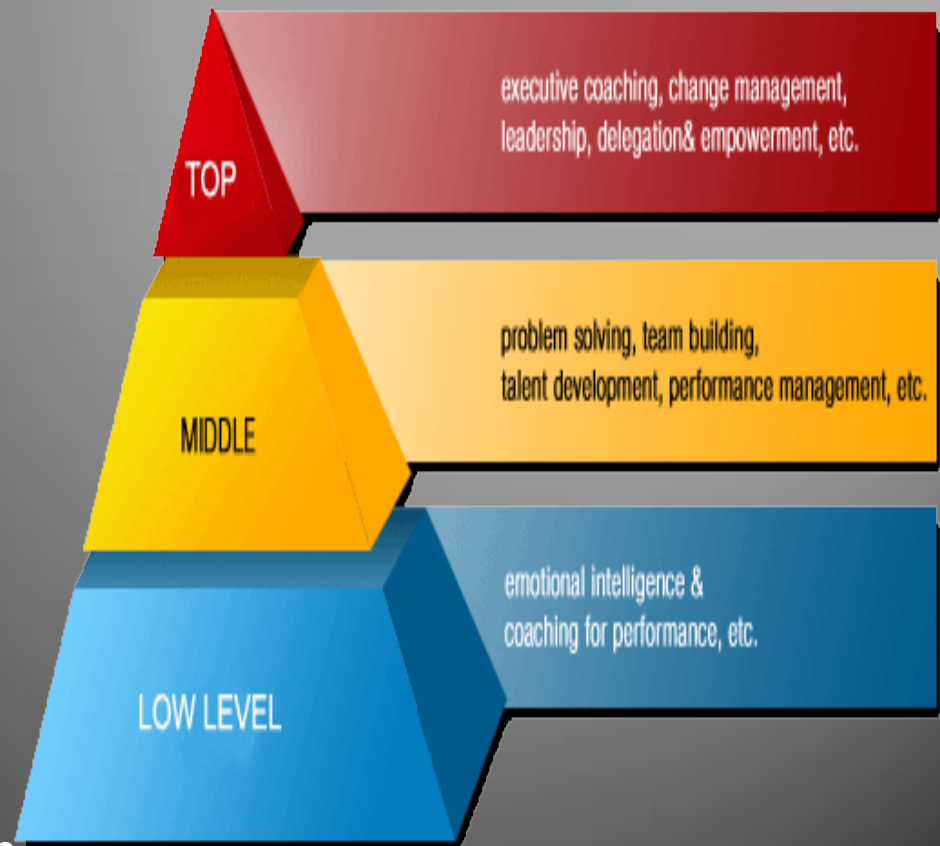 TOP
executive coaching, change management,
leadership, delegation& empowerment, etc.
MIDDLE
problem solving, team building,
talent development, performance management, etc.
LOW LEVEL
emotional intelligence &
coaching for performance, etc.